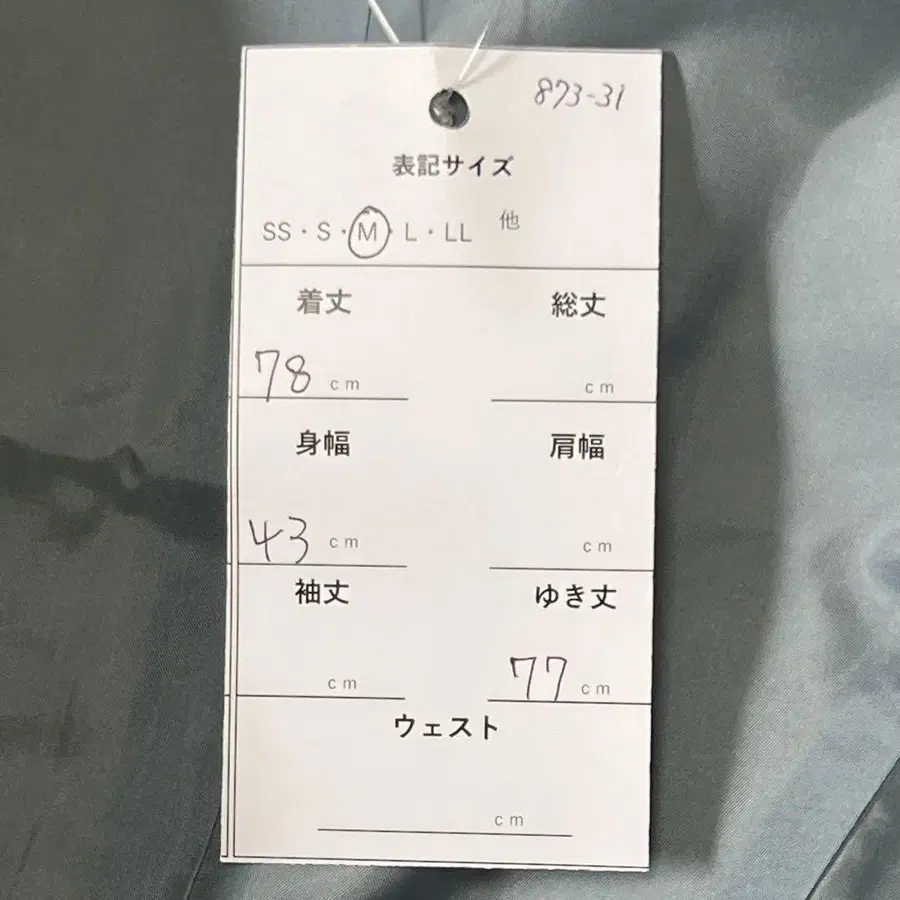 873-31
表記サイズ
SS・S・M・L・LL 他
着丈 総丈
78 cm cm
身幅 肩幅
43 cm cm
袖丈 ゆき丈
cm 77 cm
ウェスト
cm